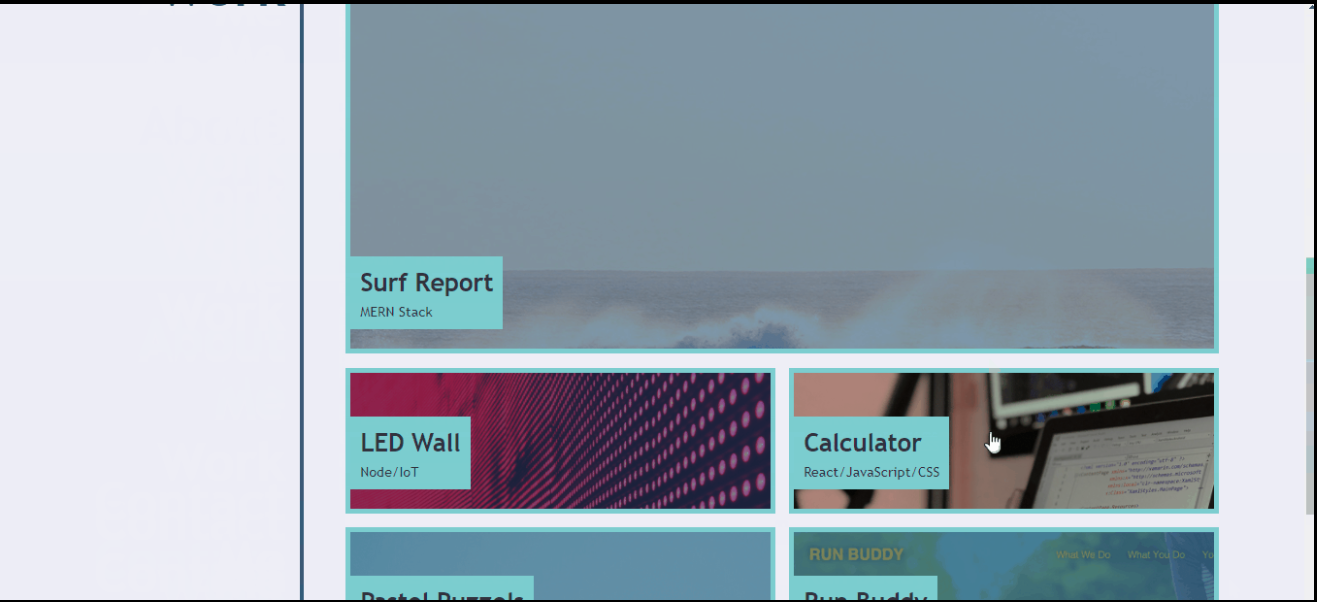 WORK
Surf Report
MERN Stack
LED Wall
Node/IoT
Calculator
React/JavaScript/CSS
RUN BUDDY
What We Do
What You Do
Pastel Puzzels
Run Buddy